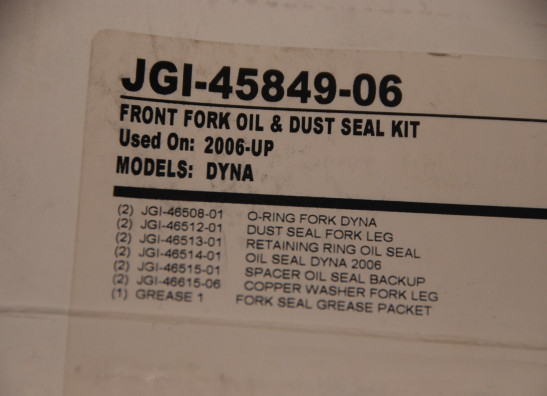 JGI-45849-06
FRONT FORK OIL & DUST SEAL KIT
Used On: 2006-UP
MODELS: DYNA
(2) JGI-46508-01 O-RING FORK DYNA
(2) JGI-46512-01 DUST SEAL FORK LEG
(2) JGI-46513-01 RETAINING RING OIL SEAL
(2) JGI-46514-01 OIL SEAL DYNA 2006
(2) JGI-46515-01 SPACER OIL SEAL BACKUP
(2) JGI-46615-06 COPPER WASHER FORK LEG
(1) GREASE 1 FORK SEAL GREASE PACKET